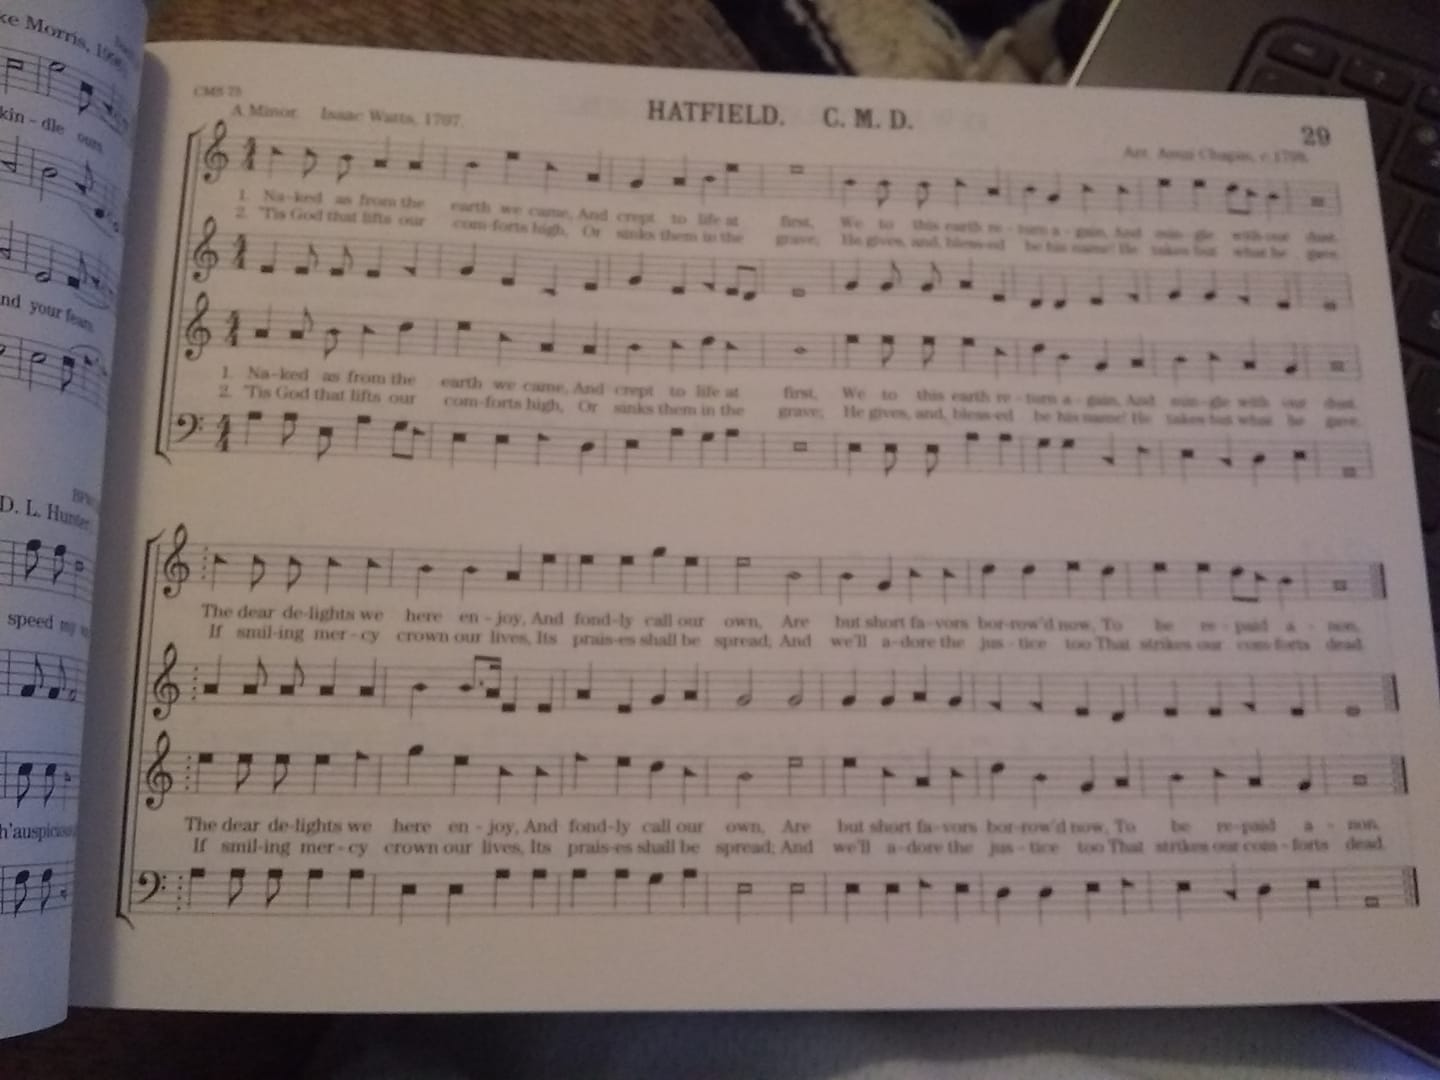 ke Morris, 19
kin - dle ours.
nd your fears
D. L. Hunter,
speed my
h'auspicious
CMS 75
HATFIELD. C. M. D.
29
A Minor. Isaac Watts, 1707.
Arr. Amzi Chapin, c. 1798.
1. Na-ked as from the earth we came, And crept to life at first, We to this earth re - turn a - gain, And min - gle with our dust.
2. 'Tis God that lifts our com-forts high, Or sinks them in the grave; He gives, and, bless-ed be his name! He takes but what he gave.
1. Na-ked as from the earth we came, And crept to life at first, We to this earth re - turn a - gain, And min - gle with our dust.
2. 'Tis God that lifts our com-forts high, Or sinks them in the grave; He gives, and, bless-ed be his name! He takes but what he gave.
The dear de-lights we here en - joy, And fond-ly call our own, Are but short fa-vors bor-row'd now, To be re - paid a - non.
If smil-ing mer - cy crown our lives, Its prais-es shall be spread; And we'll a-dore the jus - tice too That strikes our com-forts dead.
The dear de-lights we here en - joy, And fond-ly call our own, Are but short fa-vors bor-row'd now, To be re-paid a - non.
If smil-ing mer - cy crown our lives, Its prais-es shall be spread; And we'll a-dore the jus - tice too That strikes our com - forts dead.